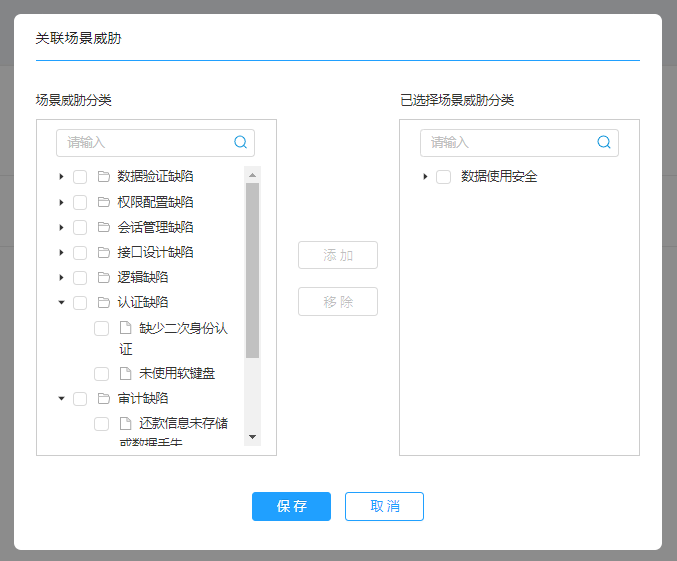 关联场景威胁
场景威胁分类
已选择场景威胁分类
请输入
请输入
数据验证缺陷
数据使用安全
权限配置缺陷
会话管理缺陷
接口设计缺陷
添 加
逻辑缺陷
移 除
认证缺陷
缺少二次身份认
证
未使用软键盘
审计缺陷
还款信息未存储
或数据丢失
保 存
取 消